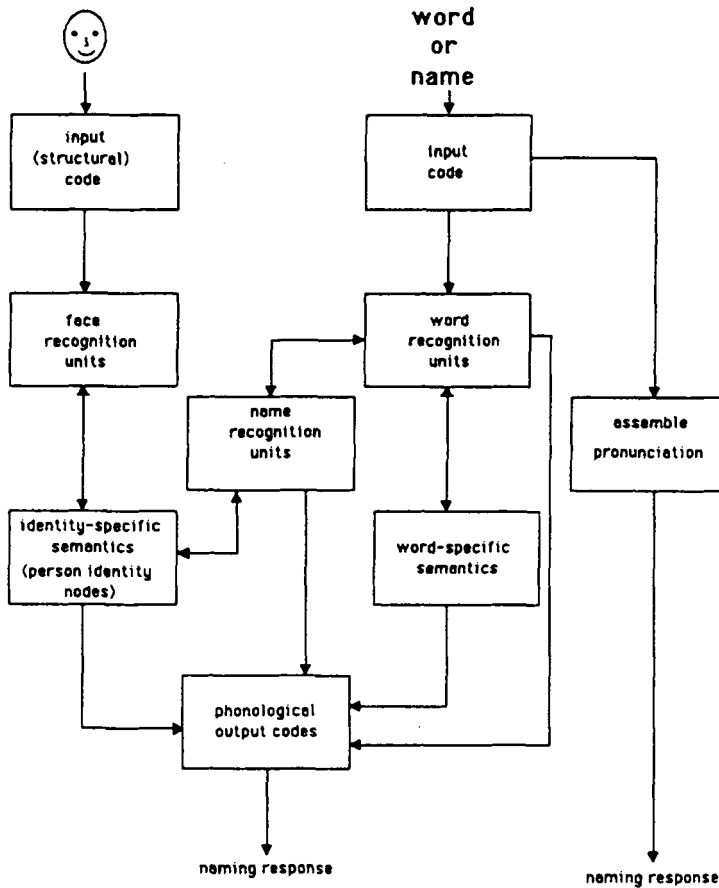 word
or
name
input
(structural)
code
input
code
face
recognition
units
word
recognition
units
name
recognition
units
assemble
pronunciation
identity-specific
semantics
(person identity
nodes)
word-specific
semantics
phonological
output codes
naming response
naming response